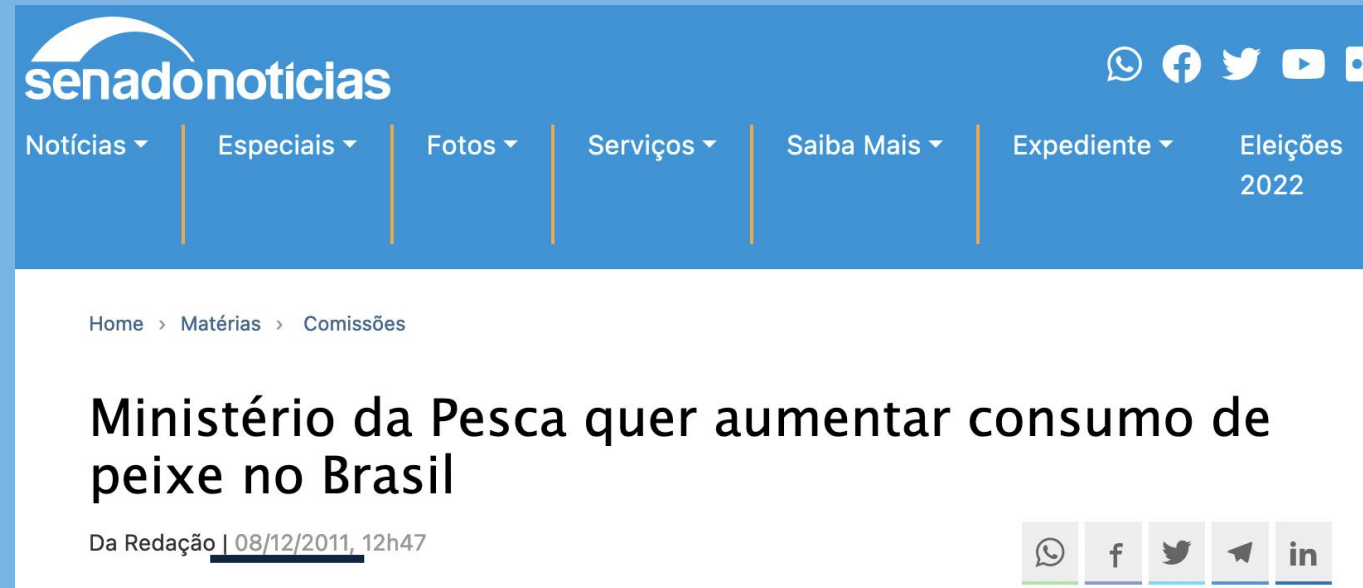 senadonotícias
Notícias
Especiais
Fotos
Serviços
Saiba Mais
Expediente
Eleições
2022
Home › Matérias › Comissões
Ministério da Pesca quer aumentar consumo de
peixe no Brasil
Da Redação | 08/12/2011, 12h47